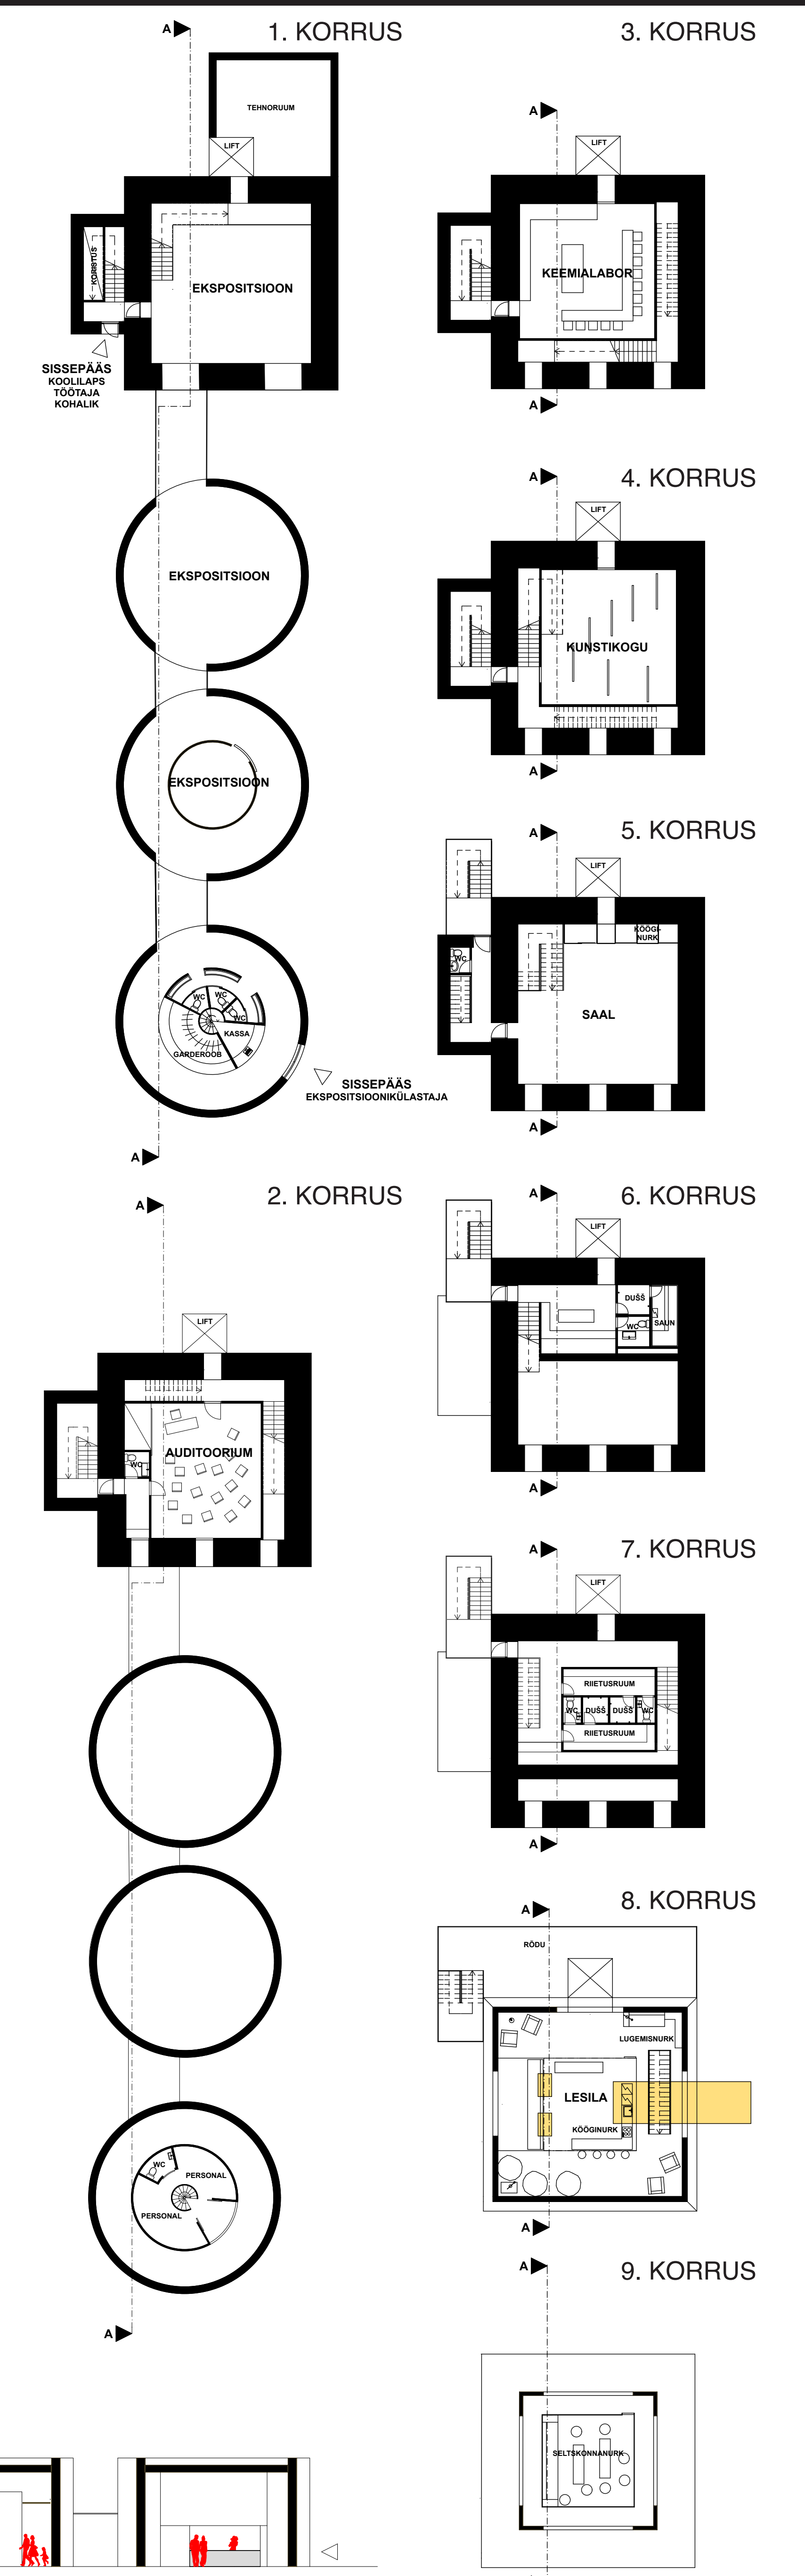 1. KORRUS
A
TEHNORUUM
LIFT
KORISTUS
EKSPOSITSIOON
SISSEPÄÄS
KOOLILAPS
TÖÖTAJA
KOHALIK
EKSPOSITSIOON
EKSPOSITSIOON
WC
WC
WC
KASSA
GARDEROOB
SISSEPÄÄS
EKSPOSITSIOONIKÜLASTAJA
A
2. KORRUS
A
LIFT
AUDITOORIUM
WC
WC
PERSONAL
PERSONAL
A
3. KORRUS
A
LIFT
KEEMIALABOR
A
4. KORRUS
A
LIFT
KUNSTIKOGU
A
5. KORRUS
A
LIFT
KÖÖGI-
NURK
WC
SAAL
A
6. KORRUS
A
LIFT
DUŠŠ
WC
SAUN
A
7. KORRUS
A
LIFT
RIIETUSRUUM
WC
DUŠŠ
DUŠŠ
WC
RIIETUSRUUM
A
8. KORRUS
A
RÕDU
LUGEMISNURK
LESILA
KÖÖGINURK
A
9. KORRUS
A
SELTSKONNANURK